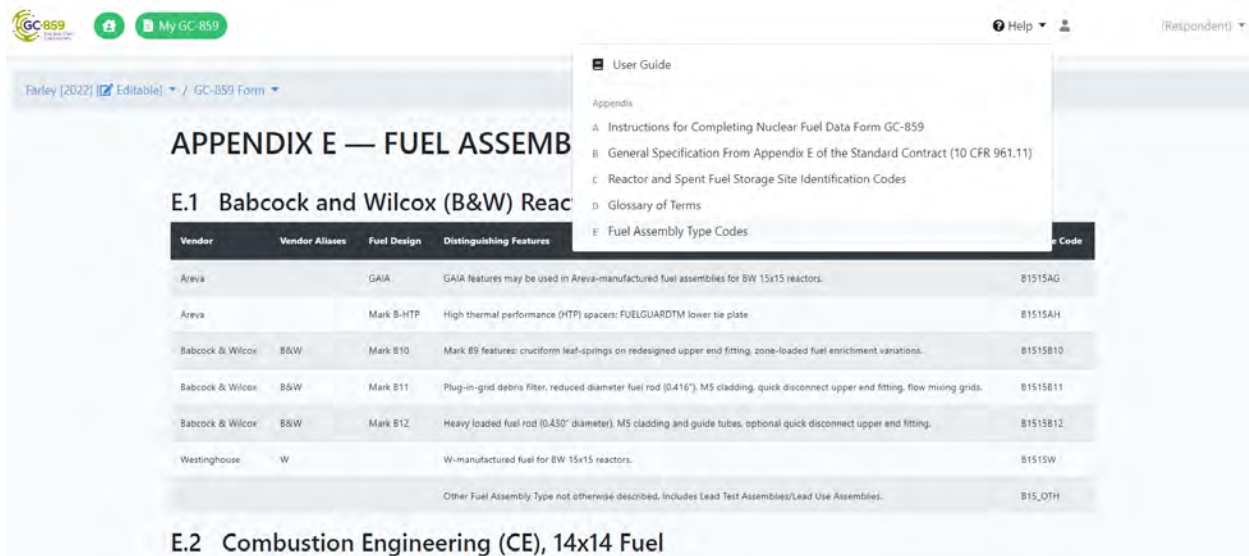 GC-859
My GC-859
Help
(Respondent)
User Guide
Farley [2022] [Editable] / GC-859 Form
Appendix
A Instructions for Completing Nuclear Fuel Data Form GC-859
B General Specification From Appendix E of the Standard Contract (10 CFR 961.11)
C Reactor and Spent Fuel Storage Site Identification Codes
D Glossary of Terms
E Fuel Assembly Type Codes
APPENDIX E — FUEL ASSEMB
E.1 Babcock and Wilcox (B&W) Reac
Vendor Vendor Aliases Fuel Design Distinguishing Features Code
Areva GAIA GAIA features may be used in Areva-manufactured fuel assemblies for BW 15x15 reactors. B1515AG
Areva Mark B-HTP High thermal performance (HTP) spacers: FUELGUARDTM lower tie plate B1515AH
Babcock & Wilcox B&W Mark B10 Mark B9 features: cruciform leaf-springs on redesigned upper end fitting, zone-loaded fuel enrichment variations. B1515B10
Babcock & Wilcox B&W Mark B11 Plug-in-grid debris filter, reduced diameter fuel rod (0.416"), M5 cladding, quick disconnect upper end fitting, flow mixing grids. B1515B11
Babcock & Wilcox B&W Mark B12 Heavy loaded fuel rod (0.430" diameter), M5 cladding and guide tubes, optional quick disconnect upper end fitting. B1515B12
Westinghouse W W-manufactured fuel for BW 15x15 reactors. B1515W
Other Fuel Assembly Type not otherwise described. Includes Lead Test Assemblies/Lead Use Assemblies. B15_OTH
E.2 Combustion Engineering (CE), 14x14 Fuel